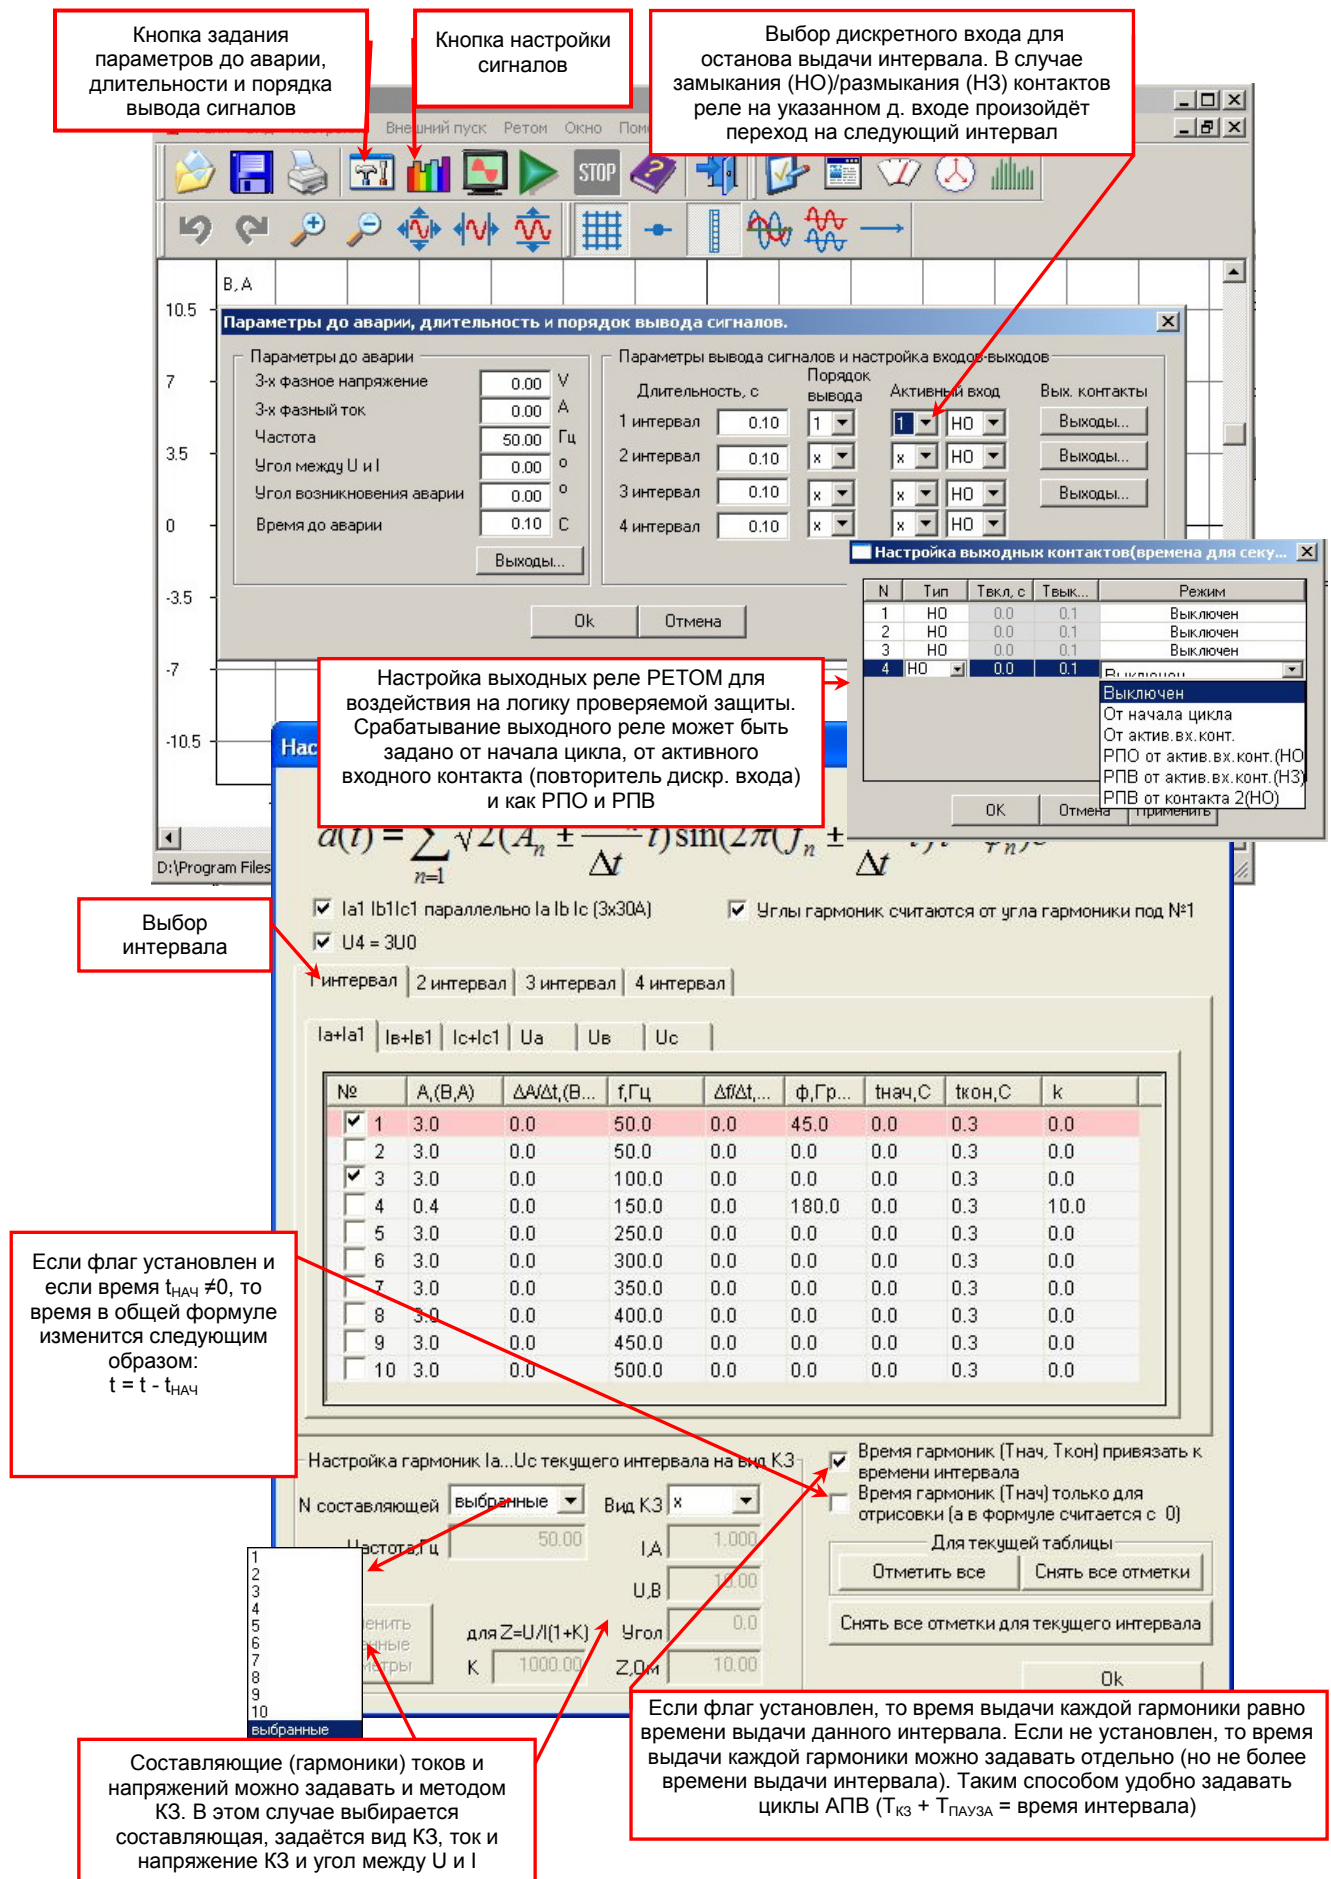 Кнопка задания
параметров до аварии,
длительности и порядка
вывода сигналов
Кнопка настройки
сигналов
Выбор дискретного входа для
останова выдачи интервала. В случае
замыкания (НО)/размыкания (НЗ) контактов
реле на указанном д. входе произойдёт
переход на следующий интервал
Внешний пуск Ретом Окно
STOP
В,А
10.5
7
3.5
0
-3.5
-7
-10.5
Параметры до аварии, длительность и порядок вывода сигналов.
Параметры до аварии
3-х фазное напряжение 0.00 V
3-х фазный ток 0.00 А
Частота 50.00 Гц
Угол между U и I 0.00 о
Угол возникновения аварии 0.00 о
Время до аварии 0.10 С
Выходы...
Параметры вывода сигналов и настройка входов-выходов
Длительность, с Порядок вывода Активный вход Вых. контакты
1 интервал 0.10 1 1 НО Выходы...
2 интервал 0.10 х х НО Выходы...
3 интервал 0.10 х х НО Выходы...
4 интервал 0.10 х х НО
Ok Отмена
Настройка выходных контактов(времена для секу...
N Тип Твкл, с Твык... Режим
1 НО 0.0 0.1 Выключен
2 НО 0.0 0.1 Выключен
3 НО 0.0 0.1 Выключен
4 НО 0.0 0.1 Выключен
Выключен
От начала цикла
От актив.вх.конт.
РПО от актив.вх.конт.(НО
РПВ от актив.вх.конт.(НЗ)
РПВ от контакта 2(НО)
OK Отмена Применить
Настройка выходных реле РЕТОМ для
воздействия на логику проверяемой защиты.
Срабатывание выходного реле может быть
задано от начала цикла, от активного
входного контакта (повторитель дискр. входа)
и как РПО и РПВ
Нас
D:\Program Files
n=1
Δt
Δt
Выбор
интервала
Ia1 Ib1Ic1 параллельно Ia Ib Ic (3x30А)
Углы гармоник считаются от угла гармоники под №1
U4 = 3U0
1 интервал 2 интервал 3 интервал 4 интервал
Iа+Iа1 Iв+Iв1 Iс+Iс1 Uа Uв Uс
№ А,(В,А) ΔА/Δt,(В... f,Гц Δf/Δt,... ф,Гр... tнач,С tкон,С k
1 3.0 0.0 50.0 0.0 45.0 0.0 0.3 0.0
2 3.0 0.0 50.0 0.0 0.0 0.0 0.3 0.0
3 3.0 0.0 100.0 0.0 0.0 0.0 0.3 0.0
4 0.4 0.0 150.0 0.0 180.0 0.0 0.3 10.0
5 3.0 0.0 250.0 0.0 0.0 0.0 0.3 0.0
6 3.0 0.0 300.0 0.0 0.0 0.0 0.3 0.0
7 3.0 0.0 350.0 0.0 0.0 0.0 0.3 0.0
8 3.0 0.0 400.0 0.0 0.0 0.0 0.3 0.0
9 3.0 0.0 450.0 0.0 0.0 0.0 0.3 0.0
10 3.0 0.0 500.0 0.0 0.0 0.0 0.3 0.0
Если флаг установлен и
если время tНАЧ ≠0, то
время в общей формуле
изменится следующим
образом:
t = t - tНАЧ
Настройка гармоник Iа...Uс текущего интервала на вид КЗ
N составляющей выбранные Вид КЗ х
Частота,Гц 50.00 I,А 1.000
U,В 10.00
для Z=U/I(1+K) Угол 0.0
К 1000.00 Z,Ом 10.00
1
2
3
4
5
6
7
8
9
10
выбранные
Время гармоник (Тнач, Ткон) привязать к
времени интервала
Время гармоник (Тнач) только для
отрисовки (а в формуле считается с 0)
Для текущей таблицы
Отметить все Снять все отметки
Снять все отметки для текущего интервала
Ok
Если флаг установлен, то время выдачи каждой гармоники равно
времени выдачи данного интервала. Если не установлен, то время
выдачи каждой гармоники можно задавать отдельно (но не более
времени выдачи интервала). Таким способом удобно задавать
циклы АПВ (ТКЗ + ТПАУЗА = время интервала)
Составляющие (гармоники) токов и
напряжений можно задавать и методом
КЗ. В этом случае выбирается
составляющая, задаётся вид КЗ, ток и
напряжение КЗ и угол между U и I